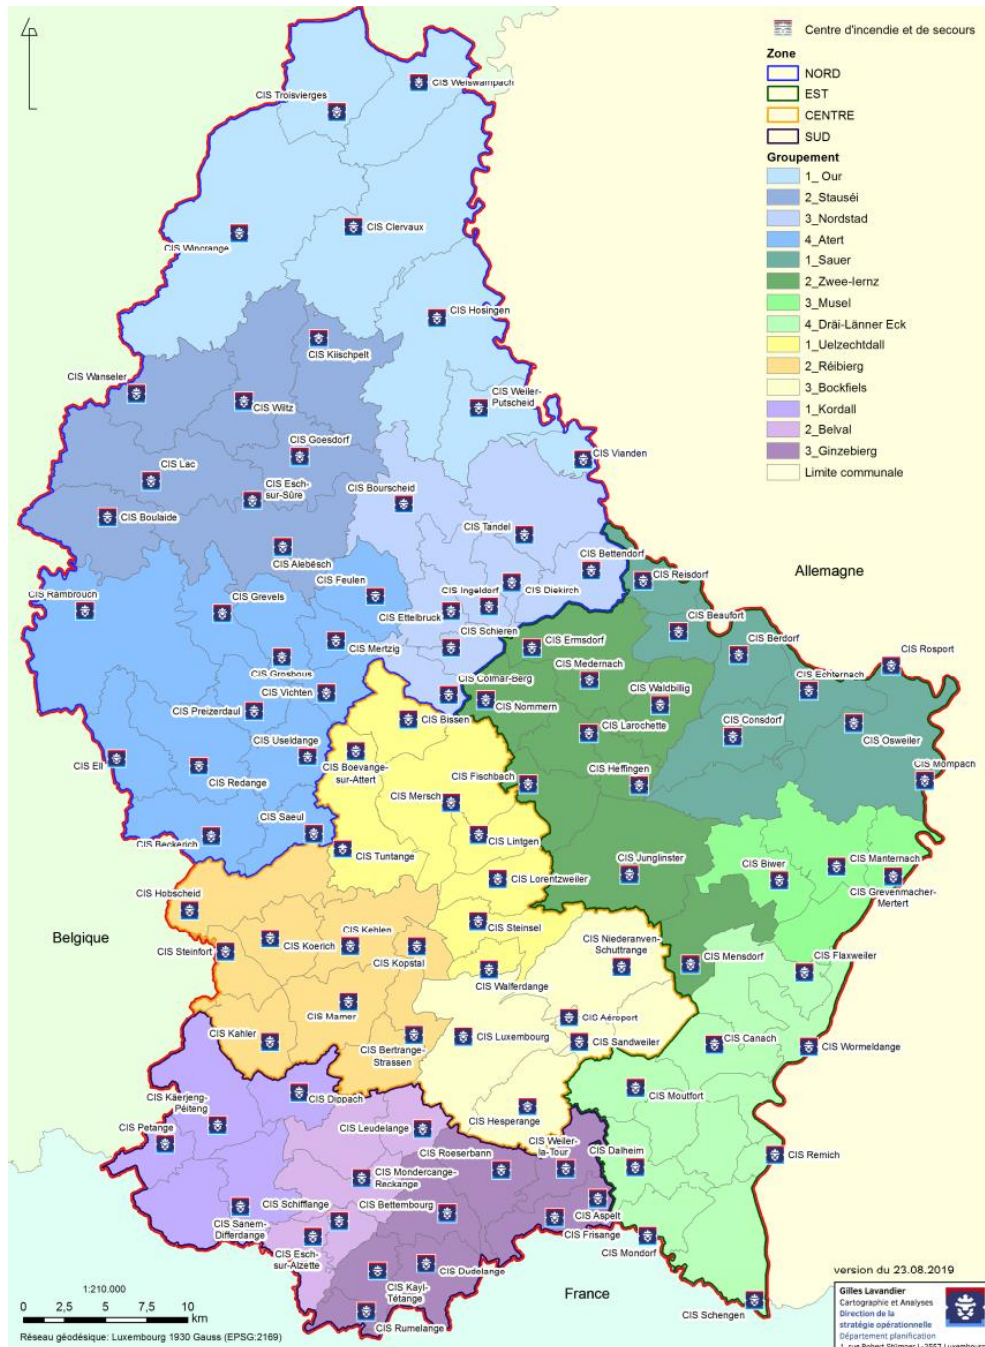 Centre d'incendie et de secours
Zone
NORD
EST
CENTRE
SUD
Groupement
1_ Our
2_Stauséi
3_Nordstad
4_Atert
1_Sauer
2_Zwee-Iernz
3_Musel
4_Dräi-Länner Eck
1_Uelzechtdall
2_Réibierg
3_Bockfiels
1_Kordall
2_Belval
3_Ginzebierg
Limite communale
CIS Weiswampach
CIS Troisvierges
CIS Clervaux
CIS Wincrange
CIS Hosingen
CIS Kiischpelt
CIS Wanseler
CIS Wiltz
CIS Weiler-
Putscheid
CIS Goesdorf
CIS Vianden
CIS Lac
CIS Esch-
sur-Sûre
CIS Bourscheid
CIS Boulaide
CIS Tandel
CIS Alebësch
CIS Bettendorf
CIS Feulen
CIS Reisdorf
Allemagne
CIS Rambrouch
CIS Grevels
CIS Ingeldorf
CIS Diekirch
CIS Ettelbruck
CIS Beaufort
CIS Schieren
CIS Ermsdorf
CIS Berdorf
CIS Mertzig
CIS Rosport
CIS Grosbous
CIS Medernach
CIS Colmar-Berg
CIS Waldbillig
CIS Echternach
CIS Vichten
CIS Nommern
CIS Preizerdaul
CIS Bissen
CIS Larochette
CIS Consdorf
CIS Osweiler
CIS Useldange
CIS Ell
CIS Boevange-
sur-Attert
CIS Mompach
CIS Redange
CIS Fischbach
CIS Heffingen
CIS Mersch
CIS Saeul
CIS Beckerich
CIS Lintgen
CIS Tuntange
CIS Junglinster
CIS Biwer
CIS Manternach
CIS Lorentzweiler
CIS Grevenmacher-
Mertert
CIS Hobscheid
CIS Steinsel
Belgique
CIS Kehlen
CIS Niederanven-
Schuttrange
CIS Steinfort
CIS Koerich
CIS Kopstal
CIS Mensdorf
CIS Flaxweiler
CIS Walferdange
CIS Mamer
CIS Aéroport
CIS Kahler
CIS Luxembourg
CIS Sandweiler
CIS Canach
CIS Wormeldange
CIS Bertrange-
Strassen
CIS Dippach
CIS Moutfort
CIS Käerjeng-
Péiteng
CIS Hesperange
CIS Petange
CIS Leudelange
CIS Weiler-
la-Tour
CIS Roeserbann
CIS Dalheim
CIS Remich
CIS Mondercange-
Reckange
CIS Schifflange
CIS Bettembourg
CIS Aspelt
CIS Sanem-
Differdange
CIS Frisange
CIS Mondorf
CIS Esch-
sur-Alzette
CIS Dudelange
CIS Kayl-
Tétange
CIS Schengen
CIS Rumelange
France
version du 23.08.2019
1:210.000
0 2,5 5 7,5 10
km
Réseau géodésique: Luxembourg 1930 Gauss (EPSG:2169)
Gilles Lavandier
Cartographie et Analyses
Direction de la
stratégie opérationnelle
Département planification
1, rue Robert Stümper L-2557 Luxembourg